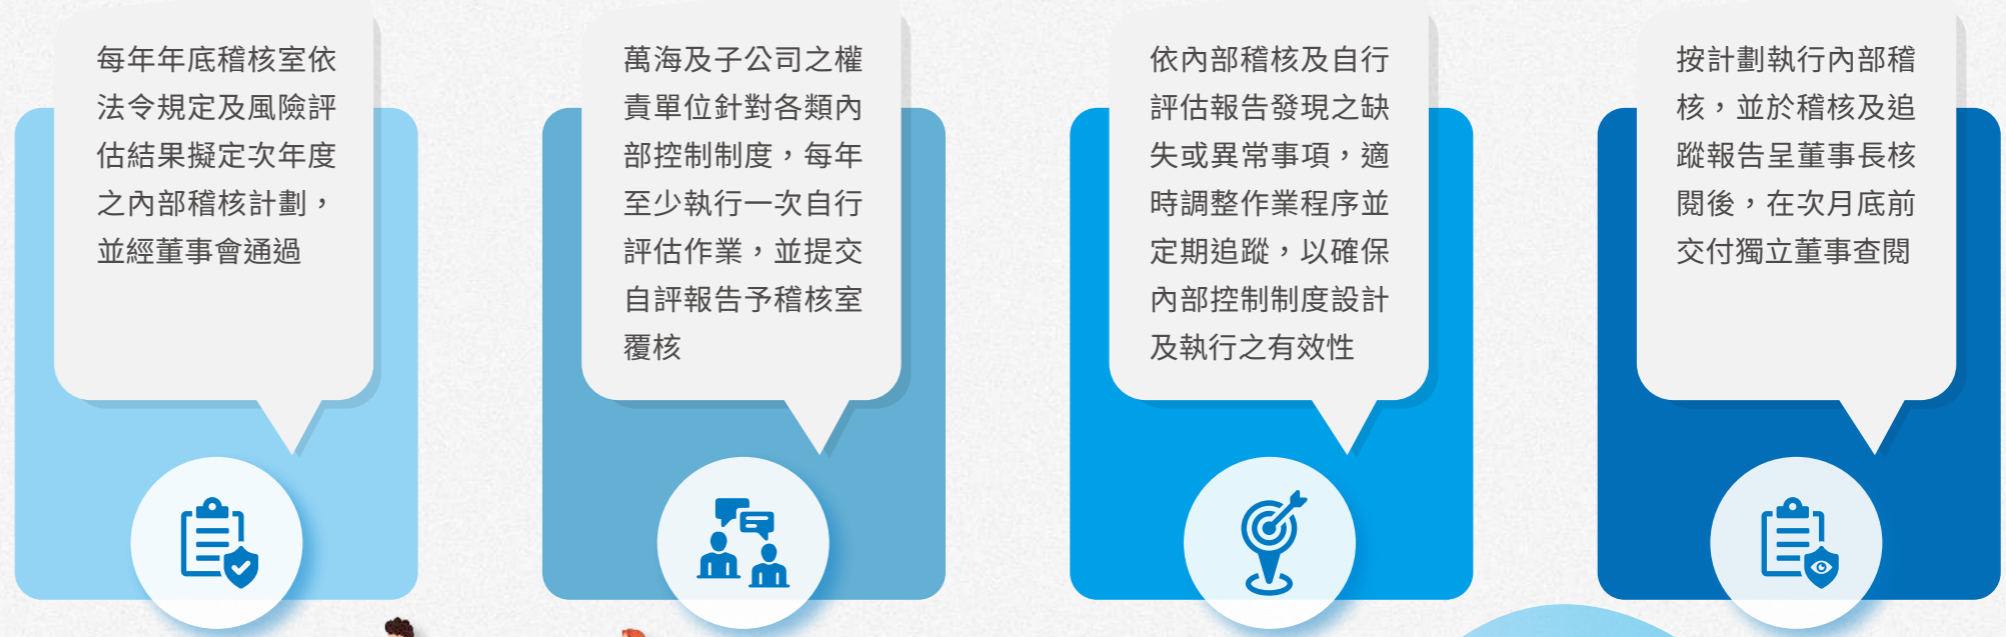 每年年底稽核室依
法令規定及風險評
估結果擬定次年度
之內部稽核計劃，
並經董事會通過
萬海及子公司之權
責單位針對各類內
部控制制度，每年
至少執行一次自行
評估作業，並提交
自評報告予稽核室
覆核
依內部稽核及自行
評估報告發現之缺
失或異常事項，適
時調整作業程序並
定期追蹤，以確保
內部控制制度設計
及執行之有效性
按計劃執行內部稽
核，並於稽核及追
蹤報告呈董事長核
閱後，在次月底前
交付獨立董事查閱